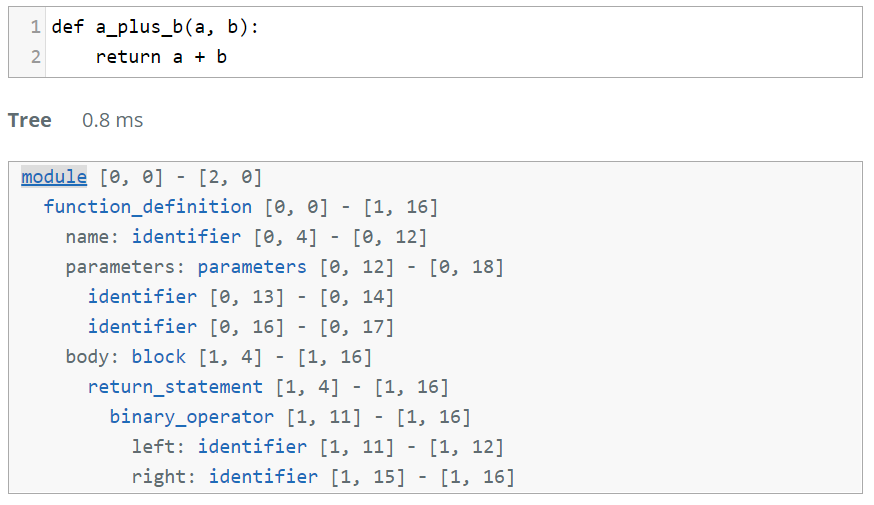 1 def a_plus_b(a, b):
2     return a + b
Tree 0.8 ms
module [0, 0] - [2, 0]
  function_definition [0, 0] - [1, 16]
    name: identifier [0, 4] - [0, 12]
    parameters: parameters [0, 12] - [0, 18]
      identifier [0, 13] - [0, 14]
      identifier [0, 16] - [0, 17]
    body: block [1, 4] - [1, 16]
      return_statement [1, 4] - [1, 16]
        binary_operator [1, 11] - [1, 16]
          left: identifier [1, 11] - [1, 12]
          right: identifier [1, 15] - [1, 16]